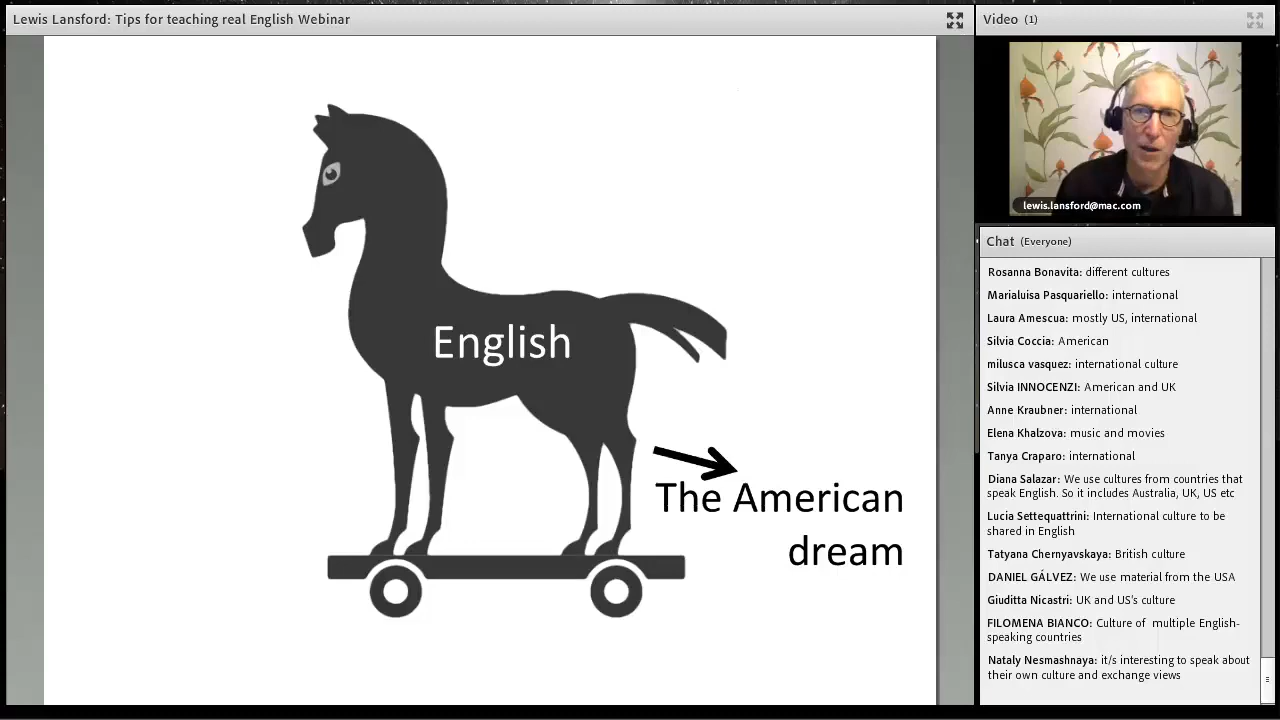 Lewis Lansford: Tips for teaching real English Webinar
English
The American
dream
Video (1)
lewis.lansford@mac.com
Chat (Everyone)
Rosanna Bonavita: different cultures
Marialuisa Pasquariello: international
Laura Amescua: mostly US, international
Silvia Coccia: American
milusca vasquez: international culture
Silvia INNOCENZI: American and UK
Anne Kraubner: international
Elena Khalzova: music and movies
Tanya Craparo: international
Diana Salazar: We use cultures from countries that
speak English. So it includes Australia, UK, US etc
Lucia Settequattrini: International culture to be
shared in English
Tatyana Chernyavskaya: British culture
DANIEL GÁLVEZ: We use material from the USA
Giuditta Nicastri: UK and US's culture
FILOMENA BIANCO: Culture of  multiple English-
speaking countries
Nataly Nesmashnaya: it/s interesting to speak about
their own culture and exchange views